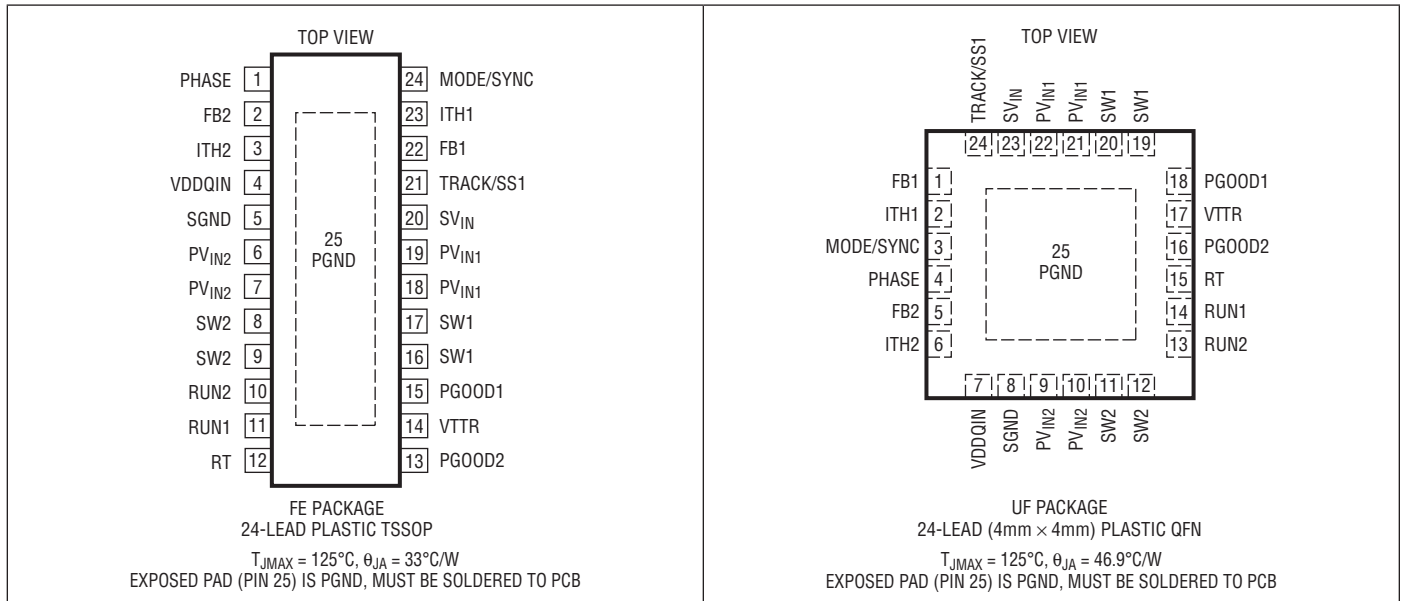 TOP VIEW
PHASE 1
FB2 2
ITH2 3
VDDQIN 4
SGND 5
PVIN2 6
PVIN2 7
SW2 8
SW2 9
RUN2 10
RUN1 11
RT 12
25
PGND
24 MODE/SYNC
23 ITH1
22 FB1
21 TRACK/SS1
20 SVIN
19 PVIN1
18 PVIN1
17 SW1
16 SW1
15 PGOOD1
14 VTTR
13 PGOOD2
FE PACKAGE
24-LEAD PLASTIC TSSOP
TJMAX = 125°C, θJA = 33°C/W
EXPOSED PAD (PIN 25) IS PGND, MUST BE SOLDERED TO PCB
TOP VIEW
TRACK/SS1
SVIN
PVIN1
PVIN1
SW1
SW1
24 23 22 21 20 19
FB1 1
ITH1 2
MODE/SYNC 3
PHASE 4
FB2 5
ITH2 6
25
PGND
18 PGOOD1
17 VTTR
16 PGOOD2
15 RT
14 RUN1
13 RUN2
7 8 9 10 11 12
VDDQIN
SGND
PVIN2
PVIN2
SW2
SW2
UF PACKAGE
24-LEAD (4mm × 4mm) PLASTIC QFN
TJMAX = 125°C, θJA = 46.9°C/W
EXPOSED PAD (PIN 25) IS PGND, MUST BE SOLDERED TO PCB